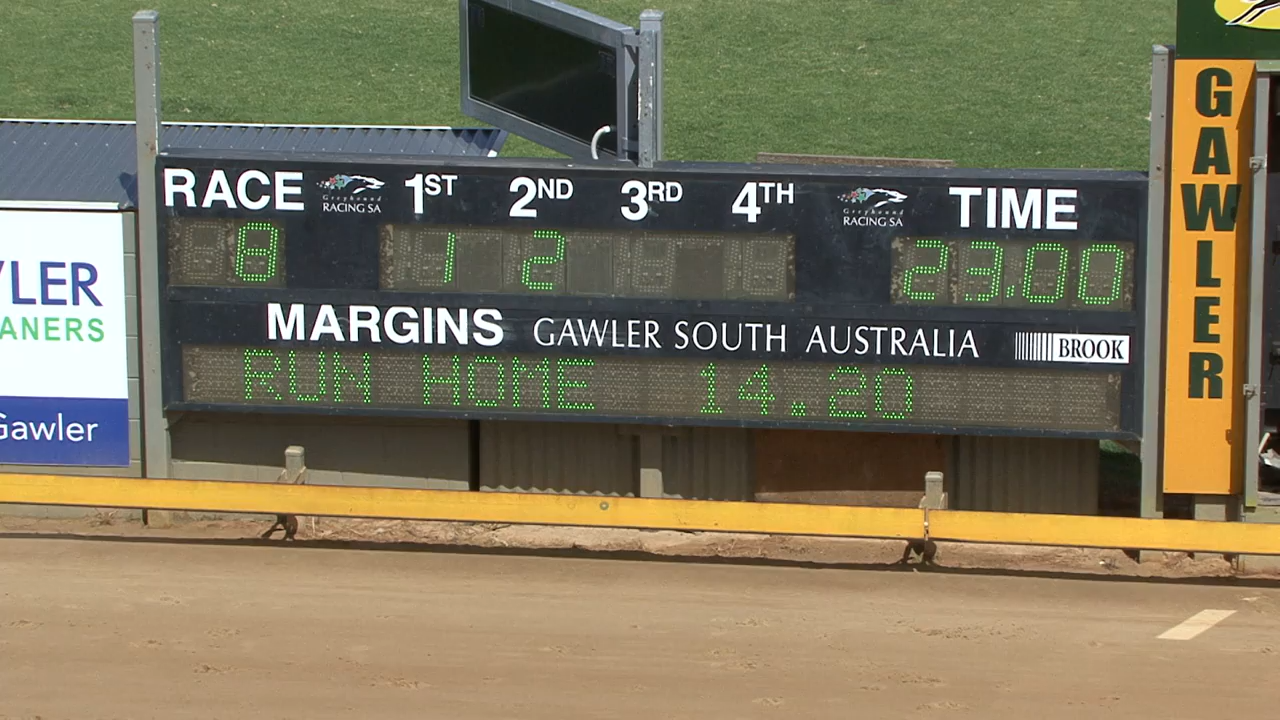 RACE
Greyhound
RACING SA
1ST
2ND
3RD
4TH
Greyhound
RACING SA
TIME
8
1
2
23.00
MARGINS
GAWLER SOUTH AUSTRALIA
BROOK
RUN HOME 14.20
GAWLER
LER
ANERS
Gawler